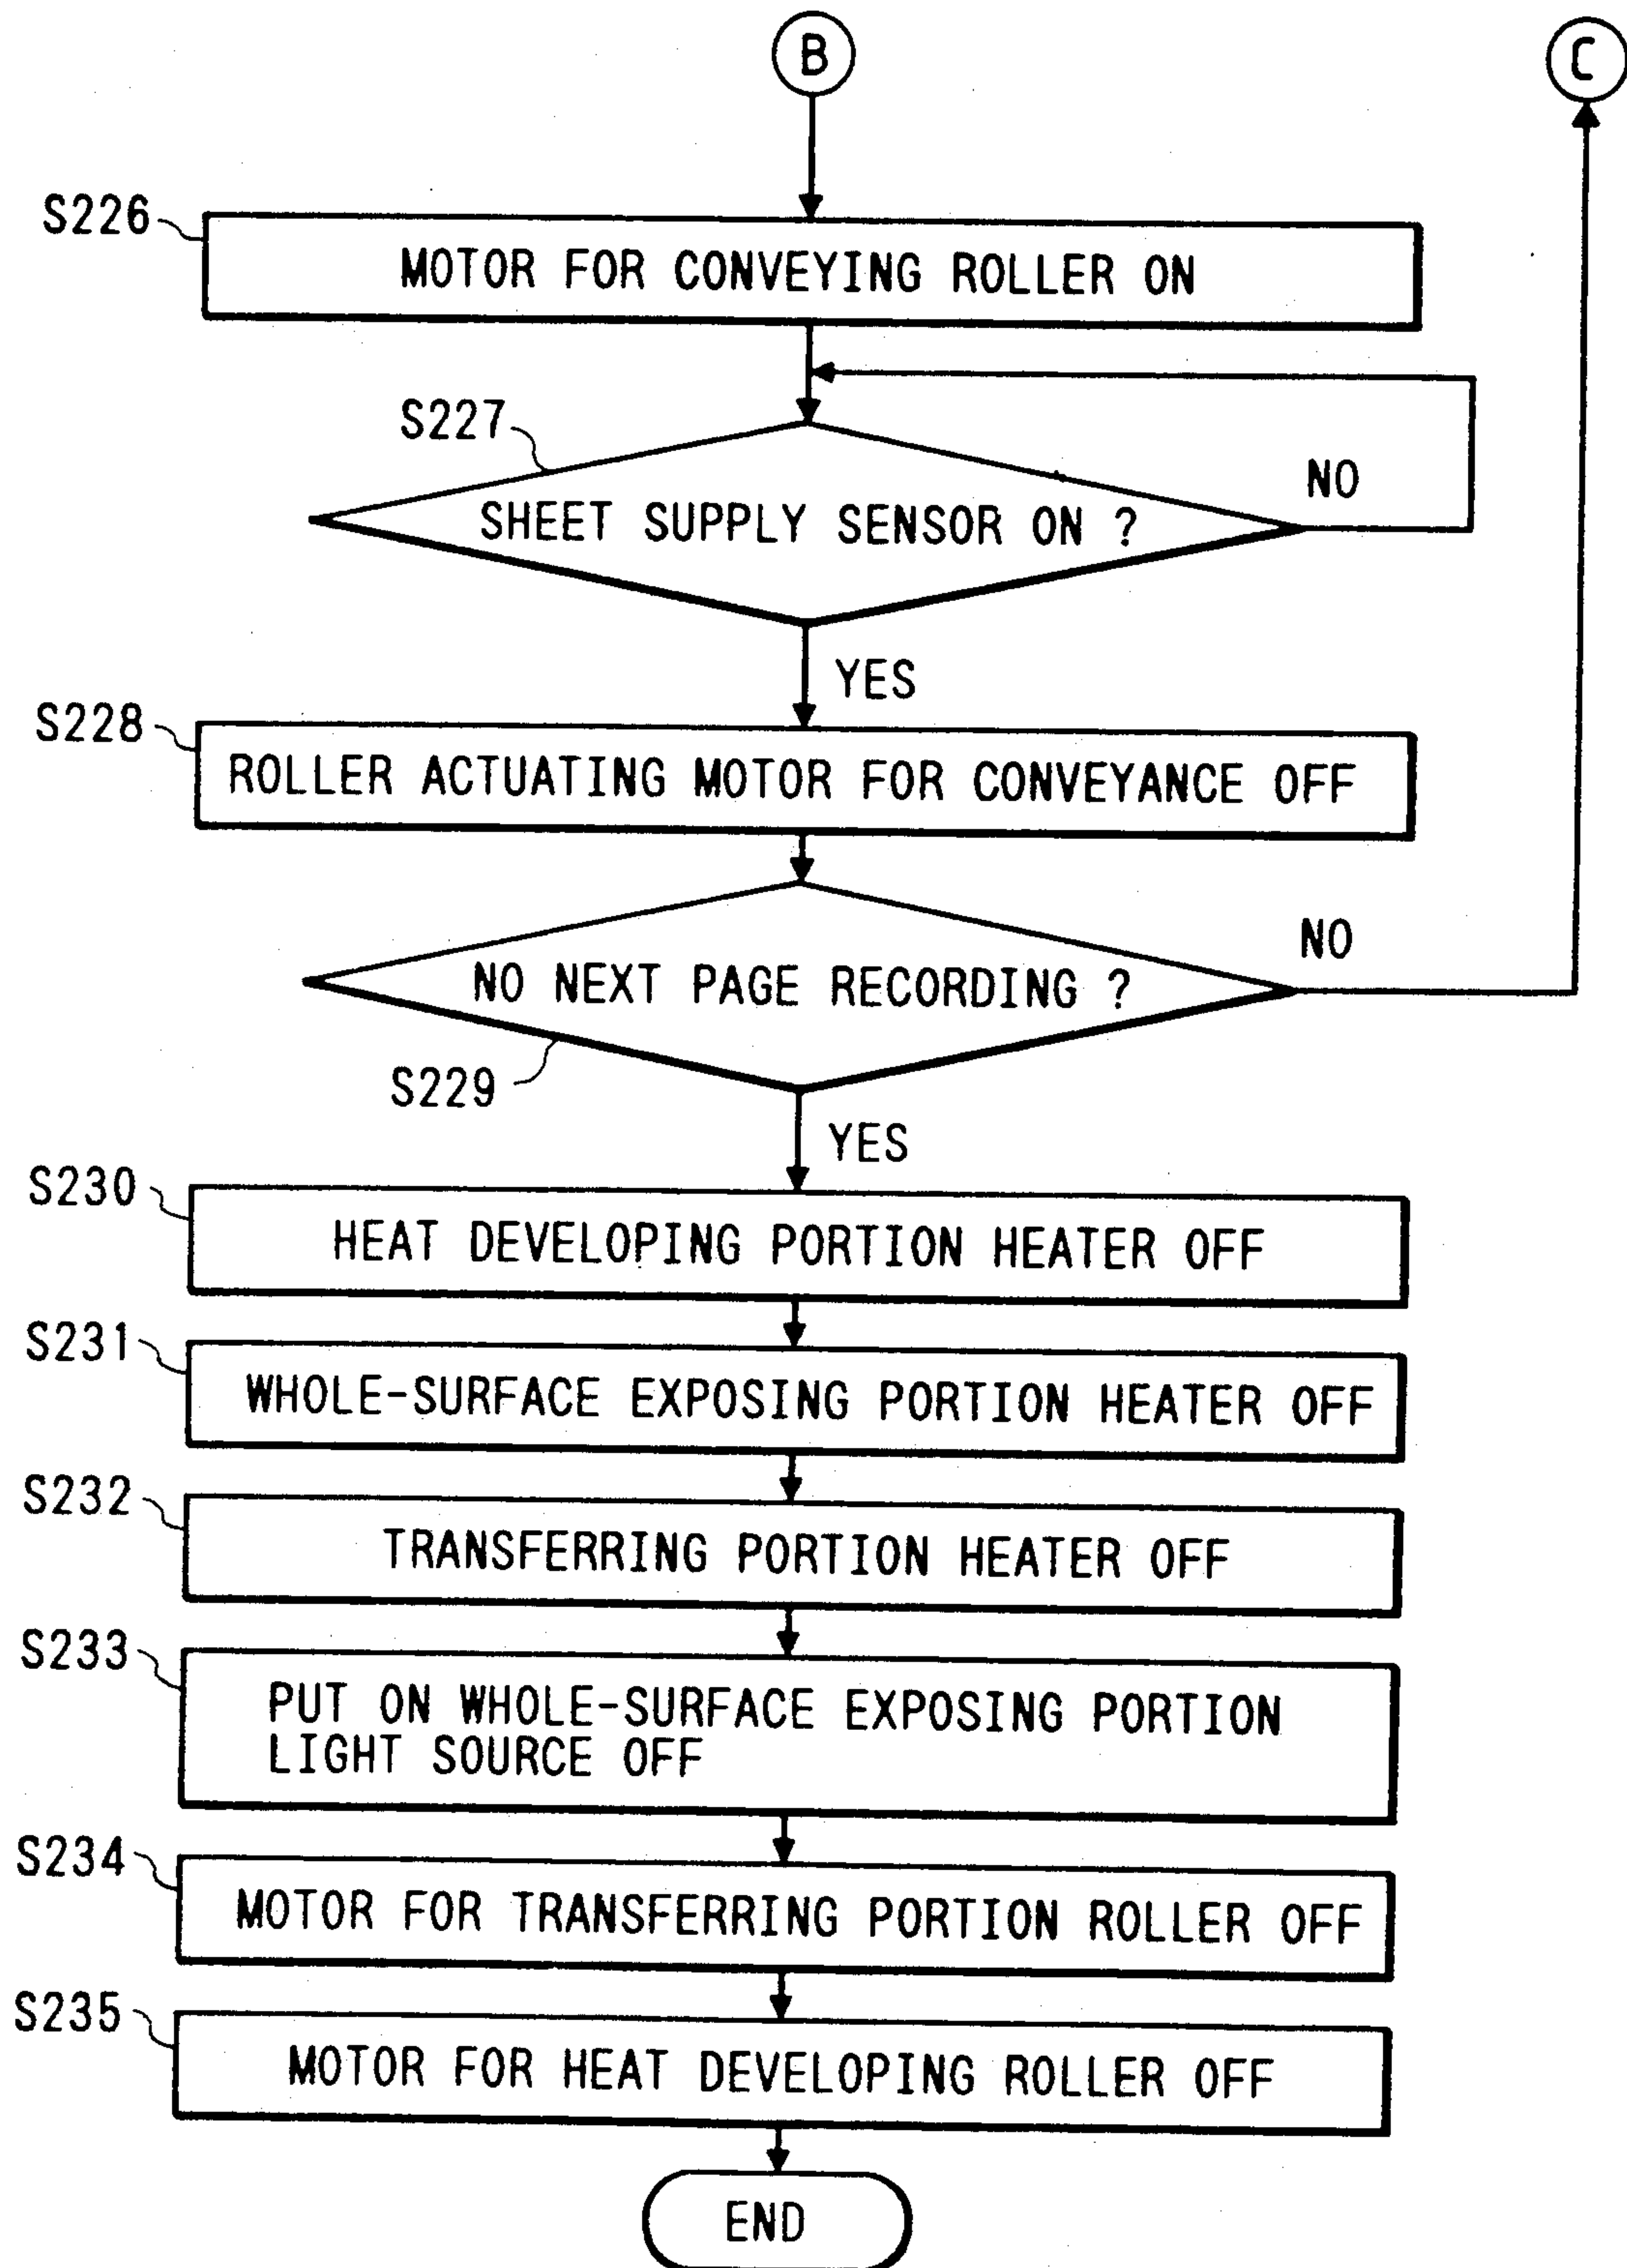 B
C
S226
MOTOR FOR CONVEYING ROLLER ON
S227
NO
SHEET SUPPLY SENSOR ON ?
YES
S228
ROLLER ACTUATING MOTOR FOR CONVEYANCE OFF
NO
NO NEXT PAGE RECORDING ?
S229
YES
S230
HEAT DEVELOPING PORTION HEATER OFF
S231
WHOLE-SURFACE EXPOSING PORTION HEATER OFF
S232
TRANSFERRING PORTION HEATER OFF
S233
PUT ON WHOLE-SURFACE EXPOSING PORTION
LIGHT SOURCE OFF
S234
MOTOR FOR TRANSFERRING PORTION ROLLER OFF
S235
MOTOR FOR HEAT DEVELOPING ROLLER OFF
END